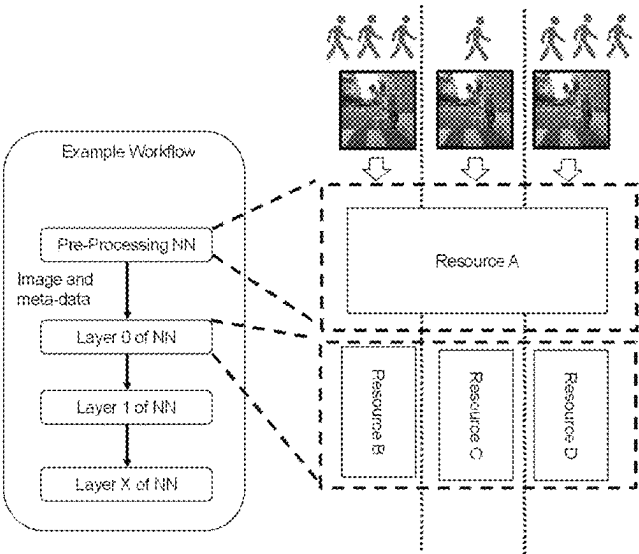 Example Workflow
Pre-Processing NN
Image and
meta-data
Layer 0 of NN
Layer 1 of NN
Layer X of NN
Resource A
Resource B
Resource C
Resource D